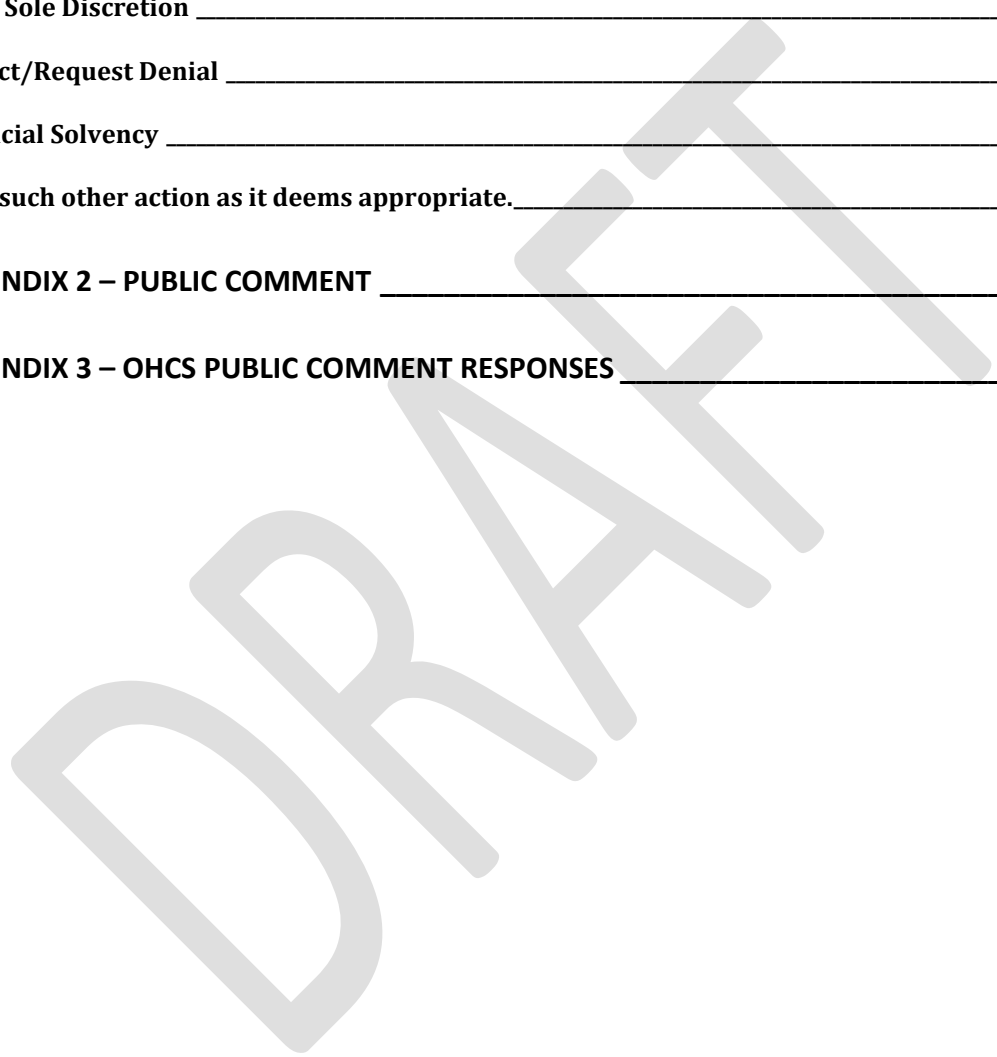 Sole Discretion
ct/Request Denial
cial Solvency
such other action as it deems appropriate.
NDIX 2 – PUBLIC COMMENT
NDIX 3 – OHCS PUBLIC COMMENT RESPONSES
DRAFT